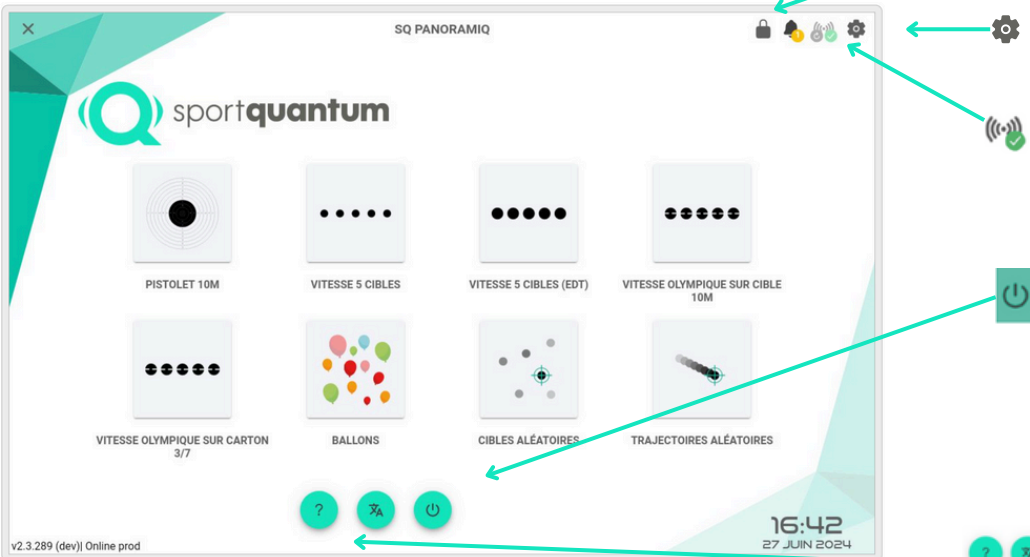 SQ PANORAMIQ
sportquantum
PISTOLET 10M
VITESSE 5 CIBLES
VITESSE 5 CIBLES (EDT)
VITESSE OLYMPIQUE SUR CIBLE
10M
VITESSE OLYMPIQUE SUR CARTON
3/7
BALLONS
CIBLES ALÉATOIRES
TRAJECTOIRES ALÉATOIRES
?
16:42
27 JUIN 2024
v2.3.289 (dev)| Online prod
?